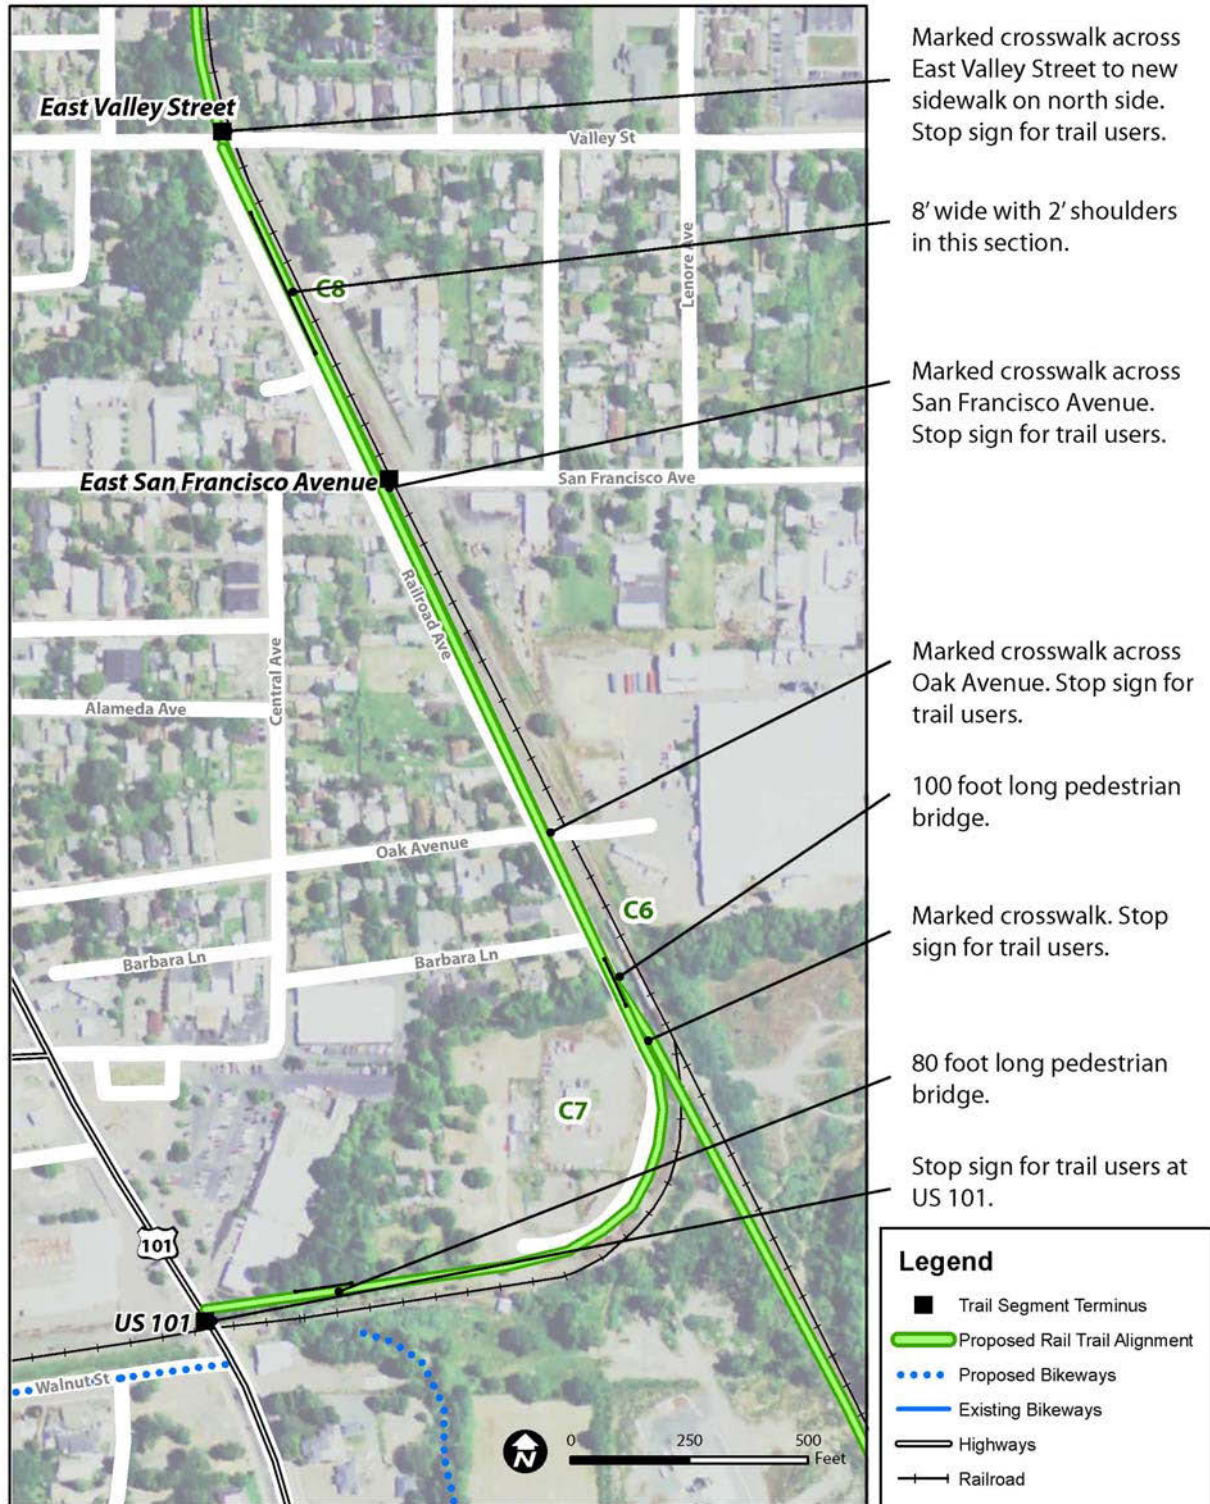 Marked crosswalk across
East Valley Street to new
sidewalk on north side.
Stop sign for trail users.
East Valley Street
Valley St
8' wide with 2' shoulders
in this section.
Lenore Ave
C8
Marked crosswalk across
San Francisco Avenue.
Stop sign for trail users.
East San Francisco Avenue
San Francisco Ave
Railroad Ave
Central Ave
Alameda Ave
Marked crosswalk across
Oak Avenue. Stop sign for
trail users.
100 foot long pedestrian
bridge.
Oak Avenue
C6
Marked crosswalk. Stop
sign for trail users.
Barbara Ln
Barbara Ln
80 foot long pedestrian
bridge.
C7
Stop sign for trail users at
US 101.
101
US 101
Walnut St
0 250 500
Feet
Legend
Trail Segment Terminus
Proposed Rail Trail Alignment
Proposed Bikeways
Existing Bikeways
Highways
Railroad
N